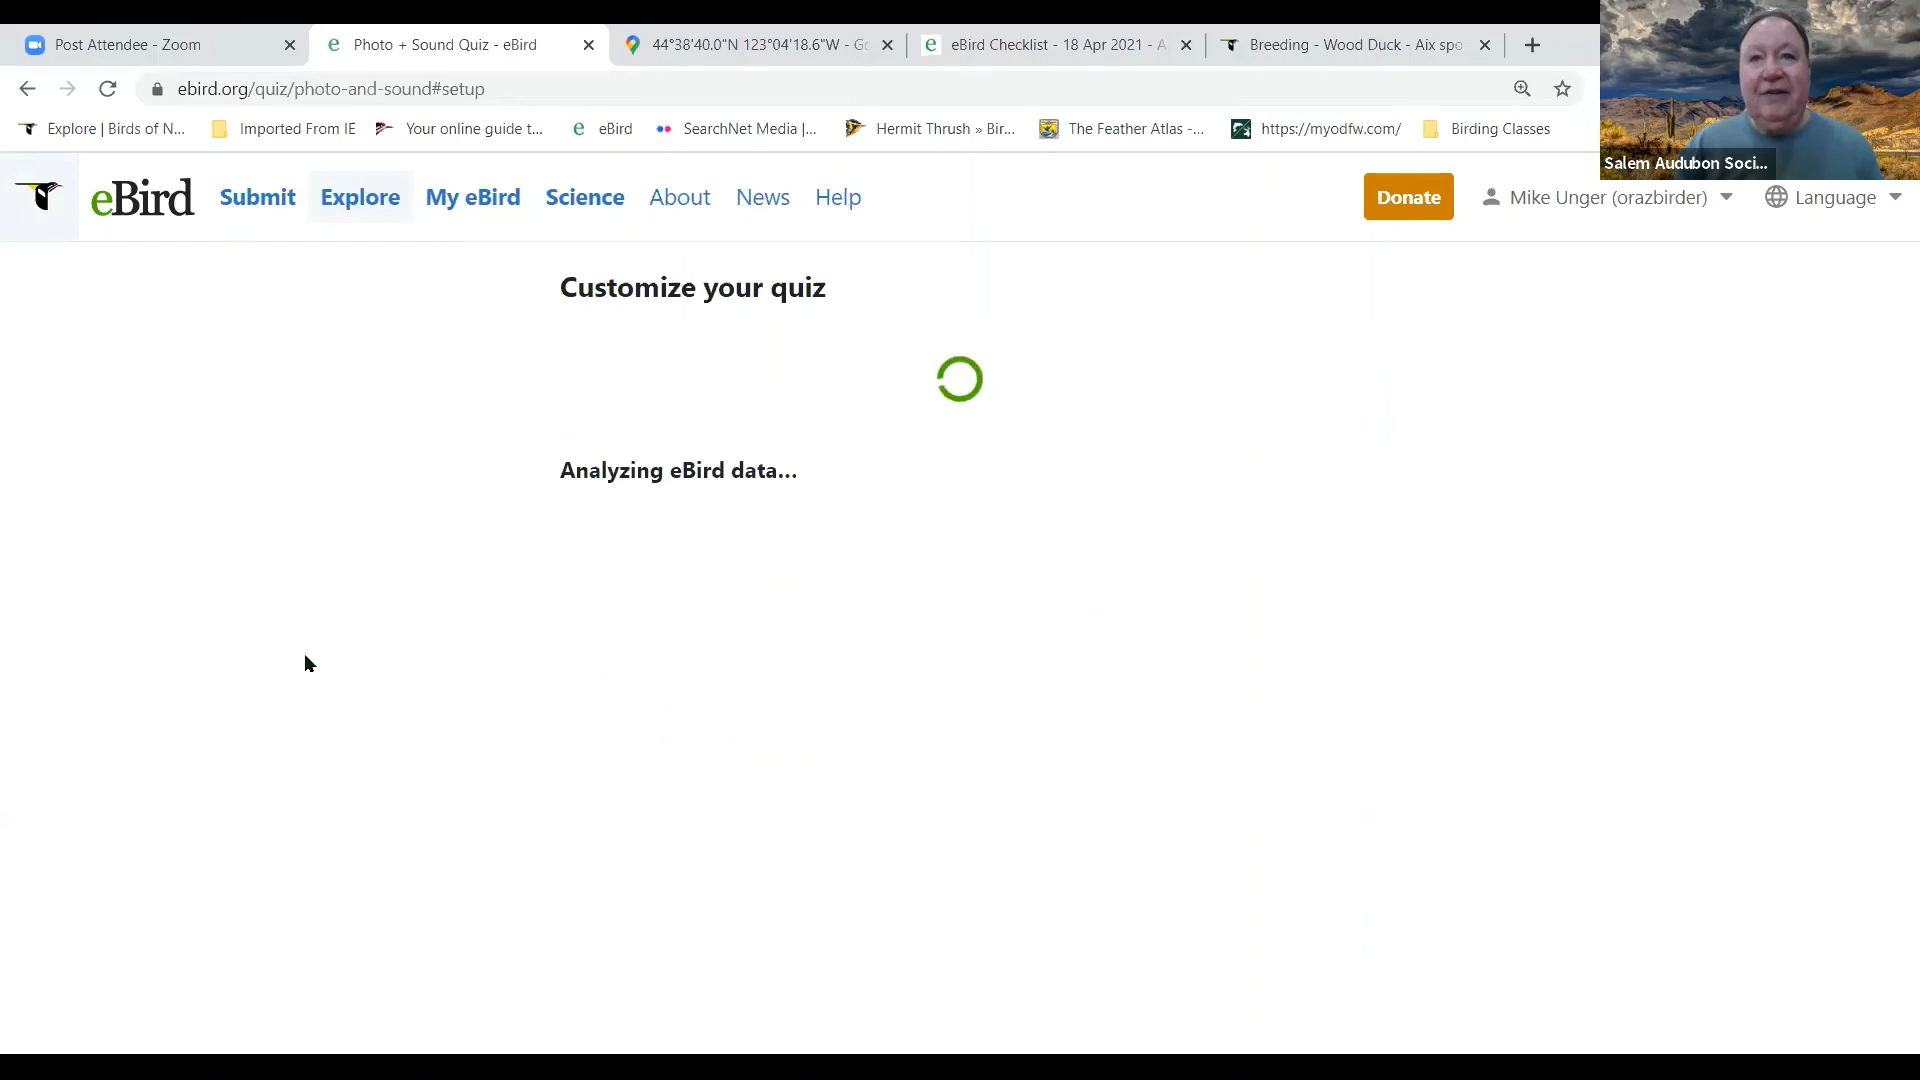 Post Attendee - Zoom
Photo + Sound Quiz - eBird
44°38'40.0"N 123°04'18.6"W - Go
eBird Checklist - 18 Apr 2021 - A
Breeding - Wood Duck - Aix spo
ebird.org/quiz/photo-and-sound#setup
Explore | Birds of N...
Imported From IE
Your online guide t...
eBird
SearchNet Media |...
Hermit Thrush » Bir...
The Feather Atlas -...
https://myodfw.com/
Birding Classes
Salem Audubon Soci...
eBird
Submit
Explore
My eBird
Science
About
News
Help
Donate
Mike Unger (orazbirder)
Language
Customize your quiz
Analyzing eBird data...